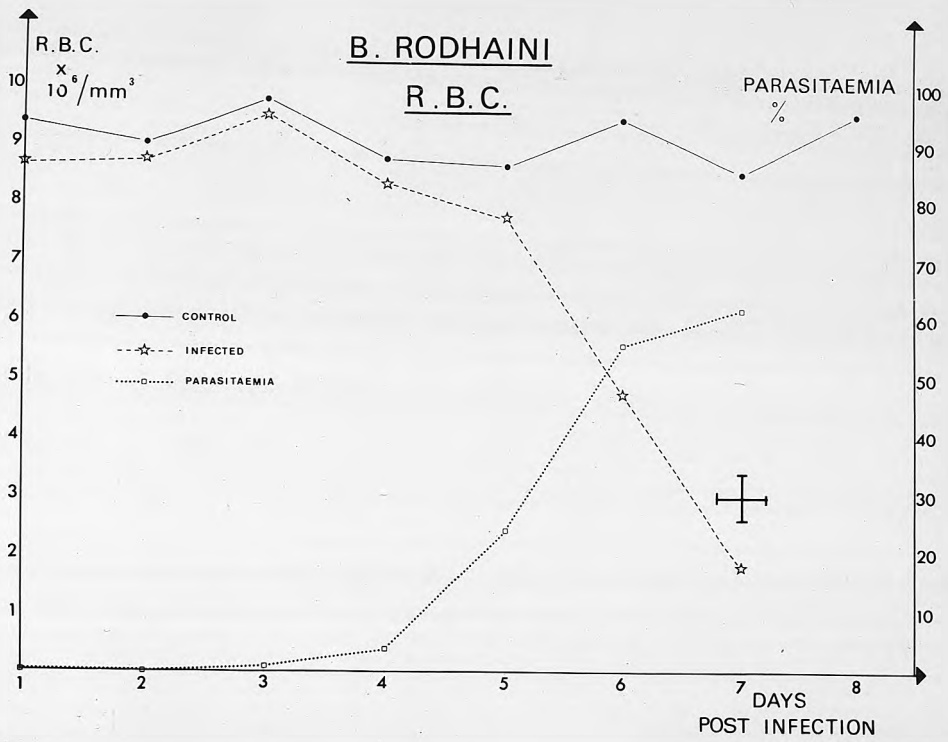 B. RODHAINI
R.B.C.
R.B.C.
x
10⁶/mm³
PARASITAEMIA
%
10
9
8
7
6
5
4
3
2
1
100
90
80
70
60
50
40
30
20
10
CONTROL
INFECTED
PARASITAEMIA
1 2 3 4 5 6 7 8
DAYS
POST INFECTION